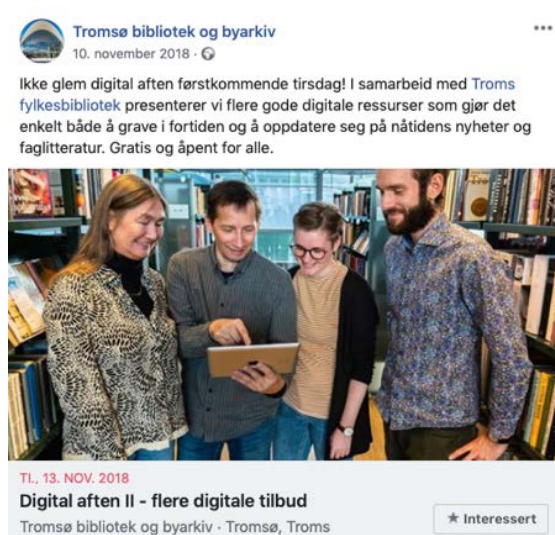 Tromsø bibliotek og byarkiv
10. november 2018 ·
Ikke glem digital aften førstkommende tirsdag! I samarbeid med Troms
fylkesbibliotek presenterer vi flere gode digitale ressurser som gjør det
enkelt både å grave i fortiden og å oppdatere seg på nåtidens nyheter og
faglitteratur. Gratis og åpent for alle.
TI., 13. NOV. 2018
Digital aften II - flere digitale tilbud
Tromsø bibliotek og byarkiv · Tromsø, Troms
★ Interessert